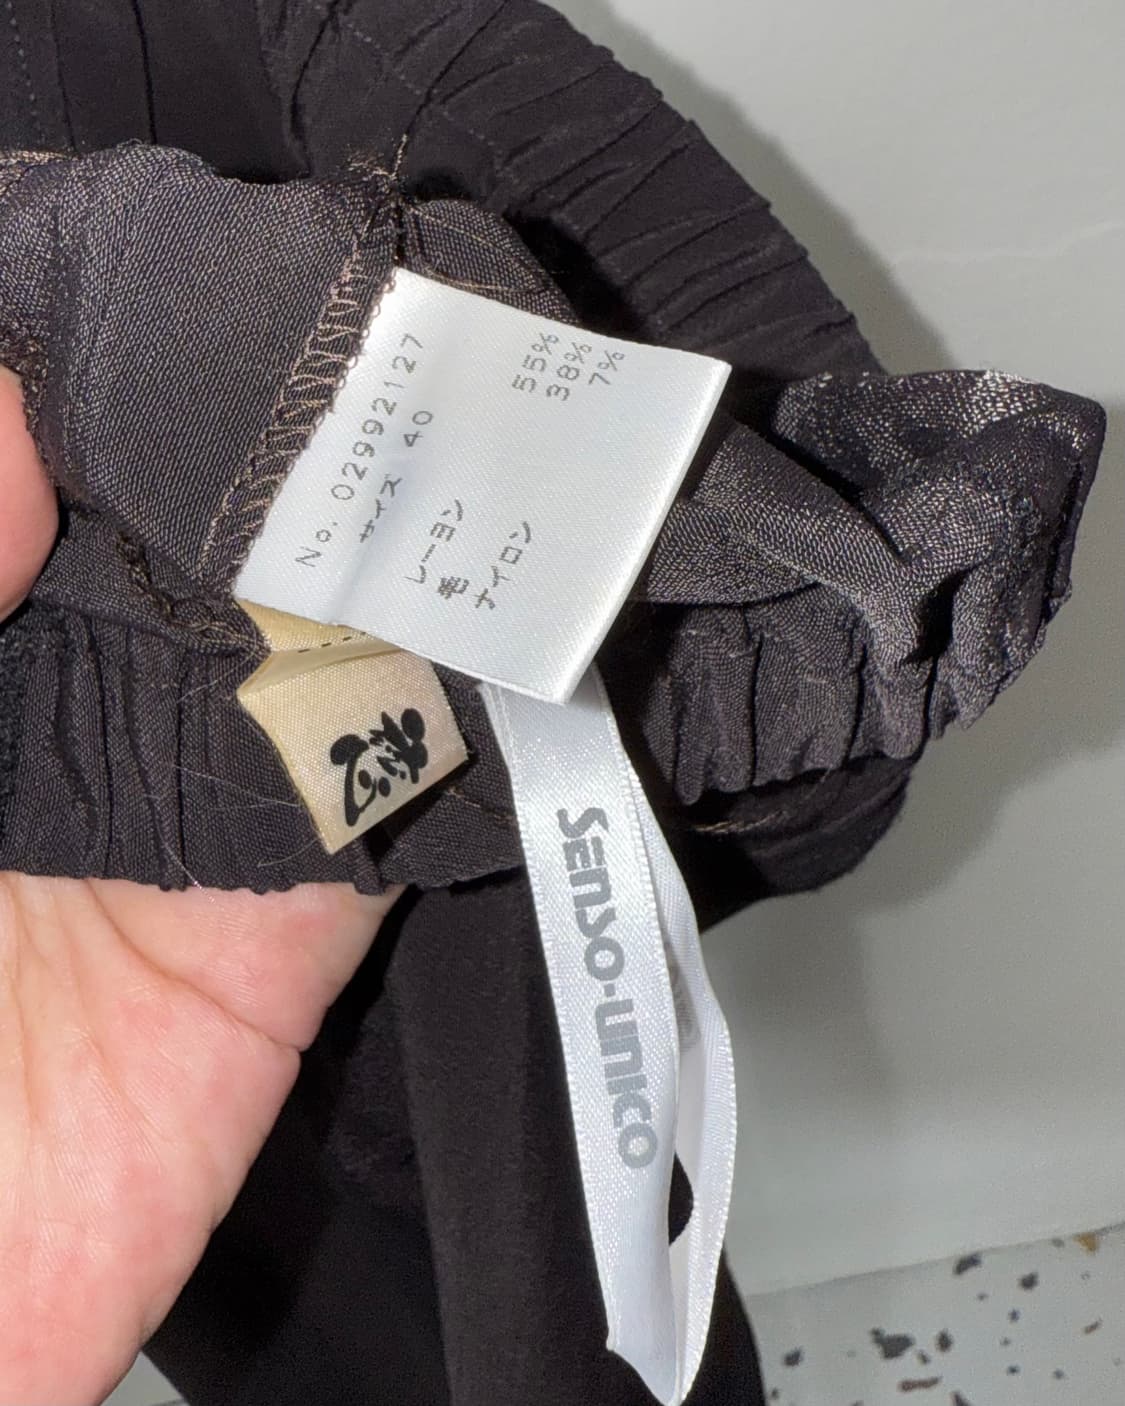 No. 02992127
サイズ 40
レーヨン 55%
毛 38%
ナイロン 7%
SENSO-UNICO